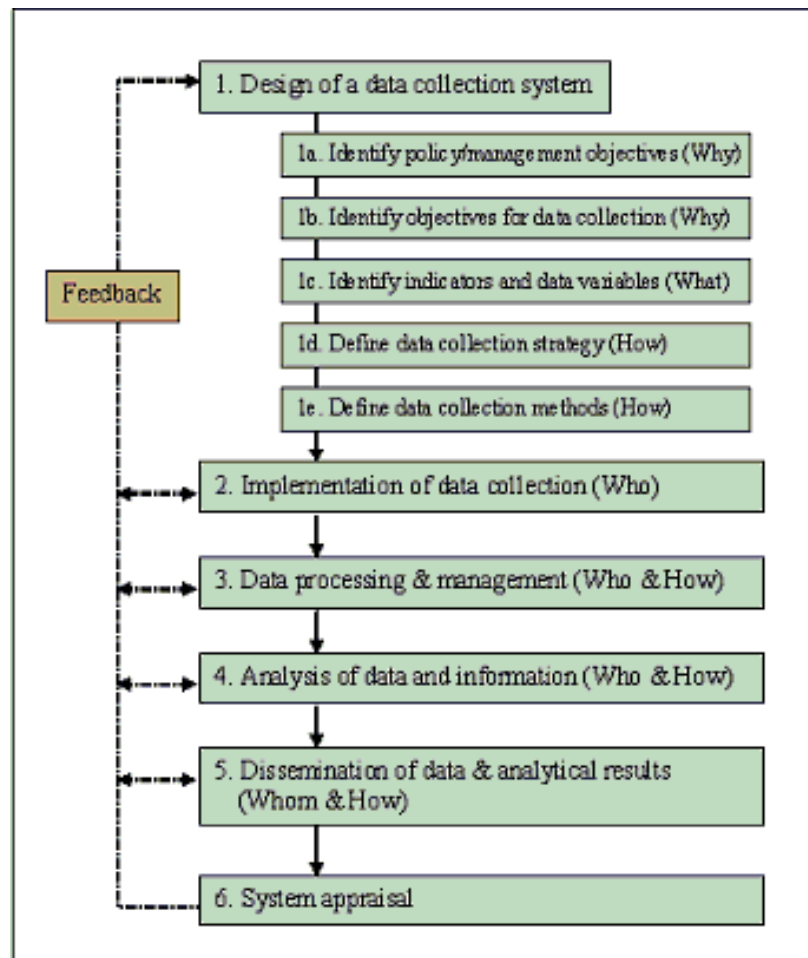 1. Design of a data collection system
1a. Identify policy/management objectives (Why)
1b. Identify objectives for data collection (Why)
1c. Identify indicators and data variables (What)
Feedback
1d. Define data collection strategy (How)
1e. Define data collection methods (How)
2. Implementation of data collection (Who)
3. Data processing & management (Who & How)
4. Analysis of data and information (Who & How)
5. Dissemination of data & analytical results
(Whom & How)
6. System appraisal